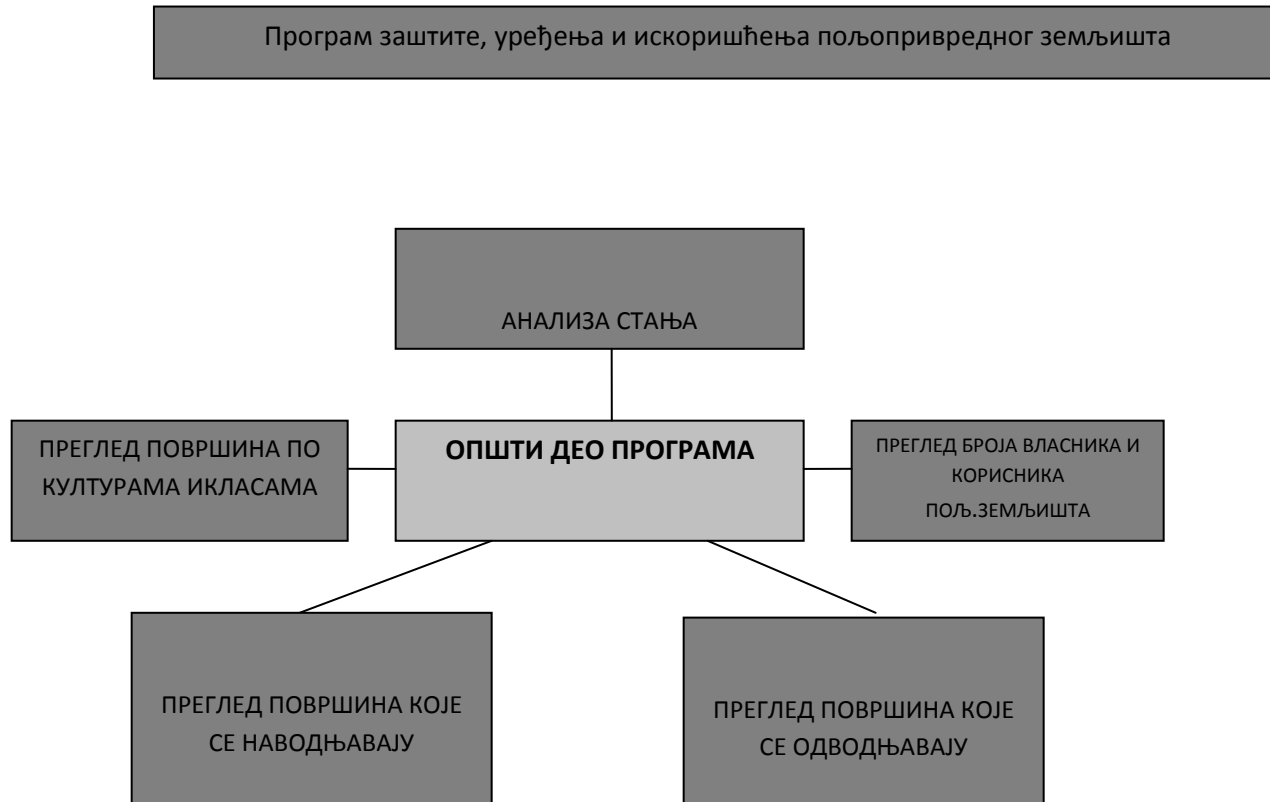 Програм заштите, уређења и искоришћења пољопривредног земљишта
АНАЛИЗА СТАЊА
ПРЕГЛЕД ПОВРШИНА ПО
КУЛТУРАМА ИКЛАСАМА
ОПШТИ ДЕО ПРОГРАМА
ПРЕГЛЕД БРОЈА ВЛАСНИКА И
КОРИСНИКА
ПОЉ.ЗЕМЉИШТА
ПРЕГЛЕД ПОВРШИНА КОЈЕ
СЕ НАВОДЊАВАЈУ
ПРЕГЛЕД ПОВРШИНА КОЈЕ
СЕ ОДВОДЊАВАЈУ